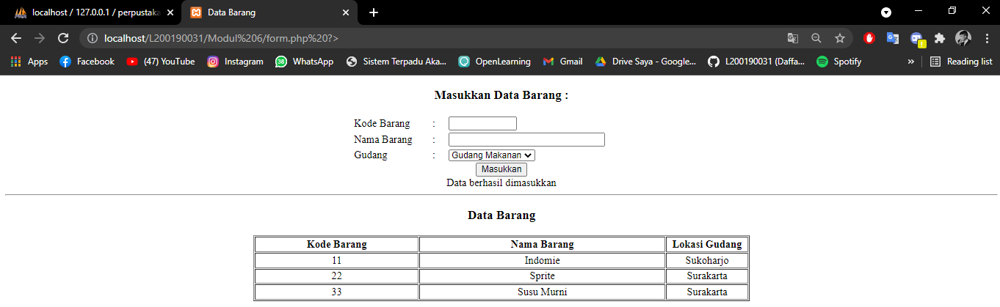 localhost / 127.0.0.1 / perpustaka
Data Barang
localhost/L200190031/Modul%206/form.php%20?>
Apps Facebook (47) YouTube Instagram 38 WhatsApp Sistem Terpadu Aka... OpenLearning Gmail Drive Saya - Google... L200190031 (Daffa... Spotify » Reading list
Masukkan Data Barang :
Kode Barang :
Nama Barang :
Gudang : Gudang Makanan
Masukkan
Data berhasil dimasukkan
Data Barang
Kode Barang Nama Barang Lokasi Gudang
11 Indomie Sukoharjo
22 Sprite Surakarta
33 Susu Murni Surakarta